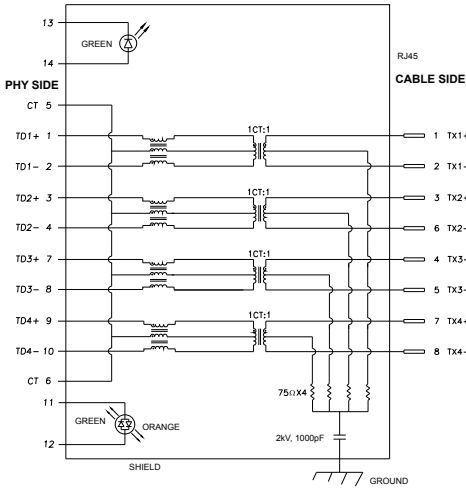 13
GREEN
14
RJ45
PHY SIDE
CABLE SIDE
CT 5
TD1+ 1
1CT:1
1 TX1+
TD1- 2
2 TX1-
TD2+ 3
1CT:1
3 TX2+
TD2- 4
6 TX2-
TD3+ 7
1CT:1
4 TX3+
TD3- 8
5 TX3-
TD4+ 9
1CT:1
7 TX4+
TD4- 10
8 TX4-
CT 6
75ΩX4
11
GREEN
ORANGE
12
2kV, 1000pF
SHIELD
GROUND